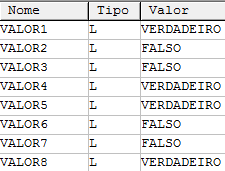 Nome Tipo Valor
VALOR1 L VERDADEIRO
VALOR2 L FALSO
VALOR3 L FALSO
VALOR4 L VERDADEIRO
VALOR5 L VERDADEIRO
VALOR6 L FALSO
VALOR7 L FALSO
VALOR8 L VERDADEIRO